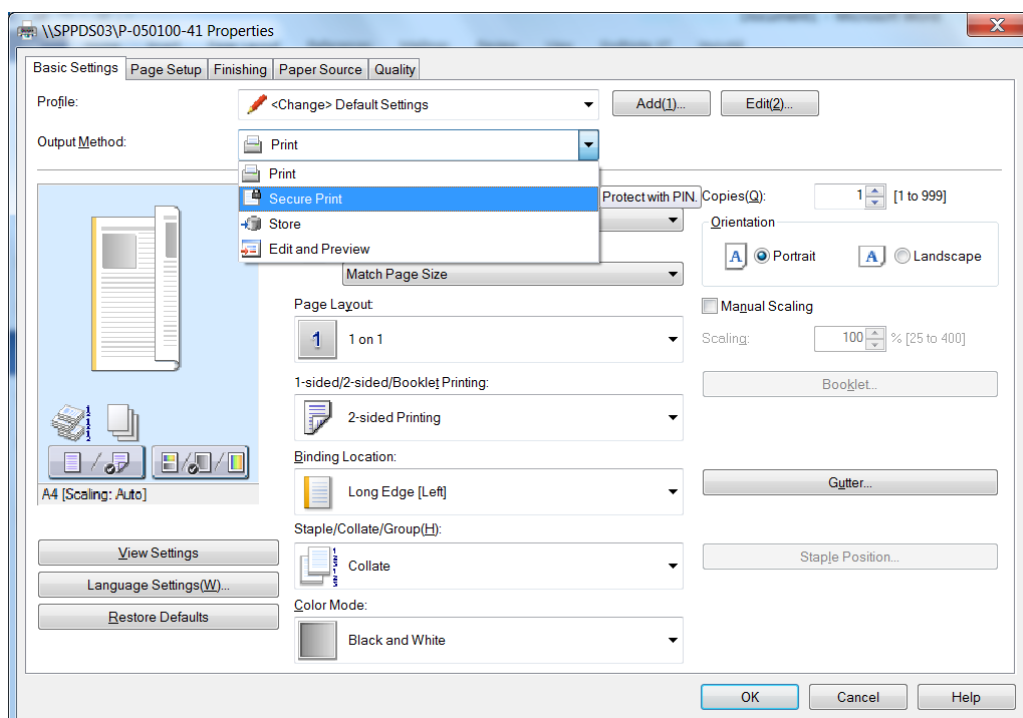 \\SPPDS03\P-050100-41 Properties
Basic Settings Page Setup Finishing Paper Source Quality
Profile: <Change> Default Settings Add(1)... Edit(2)...
Output Method: Print
Print
Secure Print Protect with PIN. Copies(Q): 1 [1 to 999]
Store Orientation
Edit and Preview A Portrait A Landscape
Match Page Size
Page Layout: Manual Scaling
1 1 on 1 Scaling: 100 % [25 to 400]
1-sided/2-sided/Booklet Printing: Booklet...
2-sided Printing
Binding Location:
A4 [Scaling: Auto] Long Edge [Left] Gutter...
Staple/Collate/Group(H):
View Settings Collate Staple Position...
Language Settings(W)...
Restore Defaults Color Mode:
Black and White
OK Cancel Help